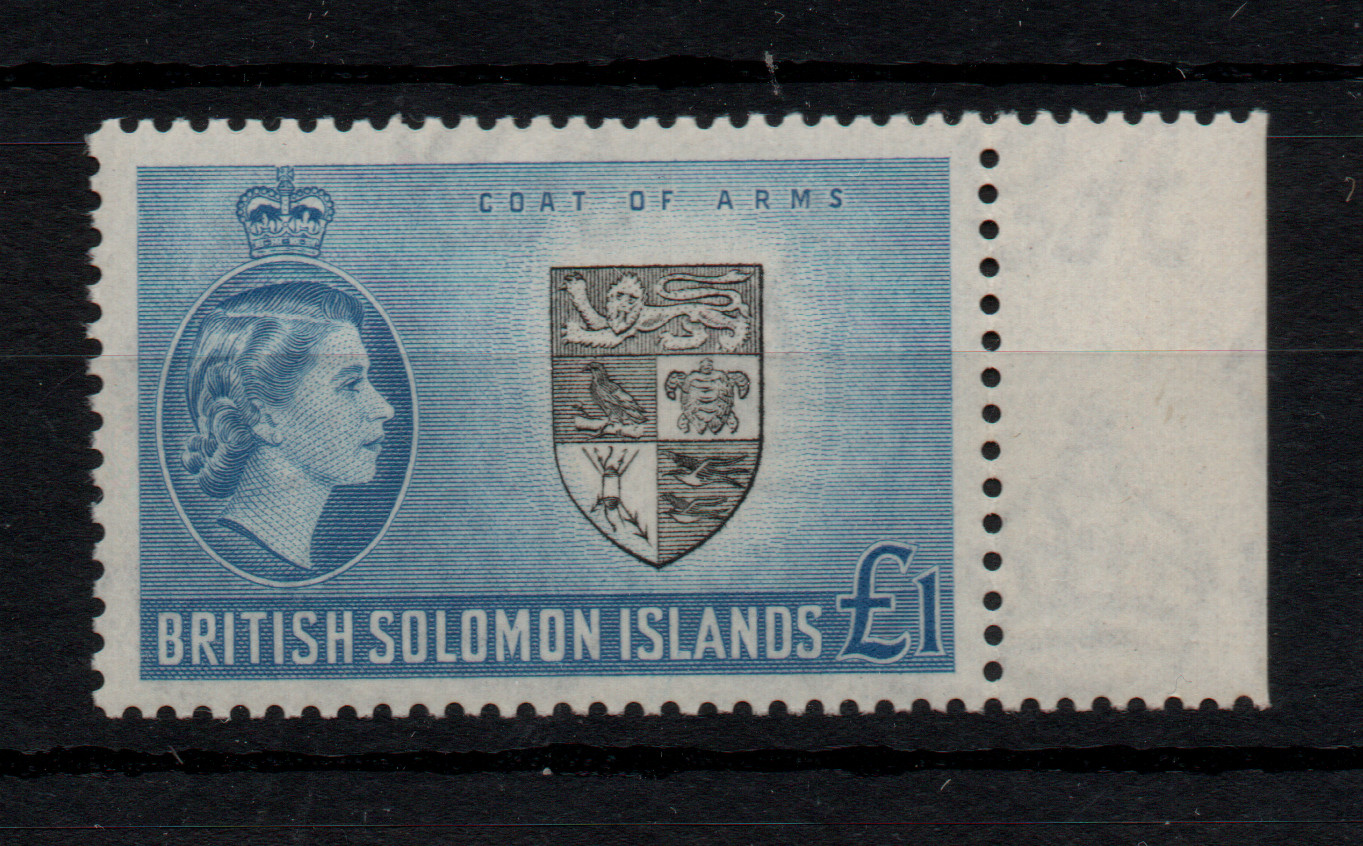 COAT OF ARMS
BRITISH SOLOMON ISLANDS £1